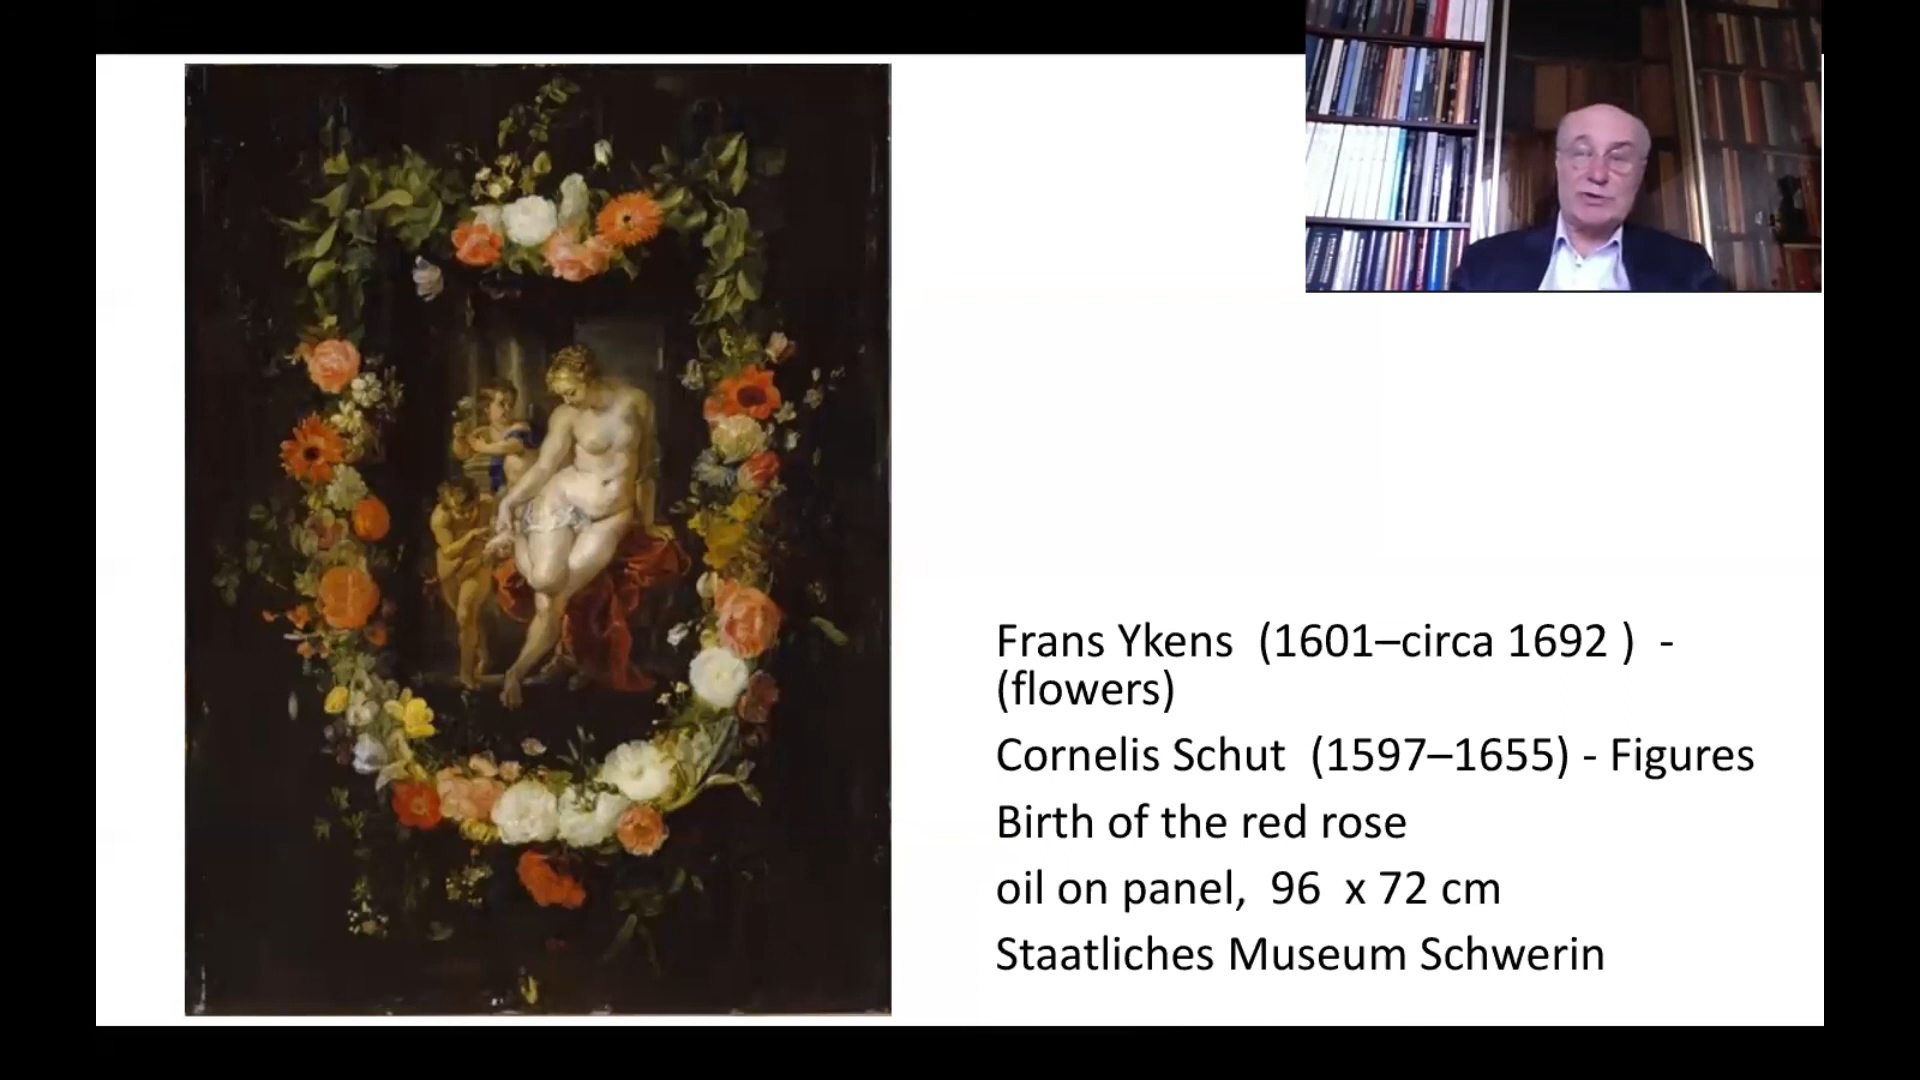 Frans Ykens  (1601–circa 1692 )  -
(flowers)
Cornelis Schut  (1597–1655) - Figures
Birth of the red rose
oil on panel,  96  x 72 cm
Staatliches Museum Schwerin